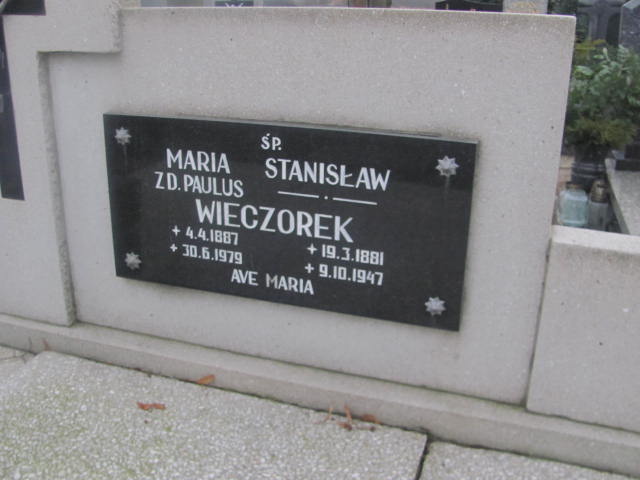 ŚP.
MARIA STANISŁAW
ZD. PAULUS
WIECZOREK
+ 4.4.1887 + 19.3.1881
+ 30.6.1979 + 9.10.1947
AVE MARIA